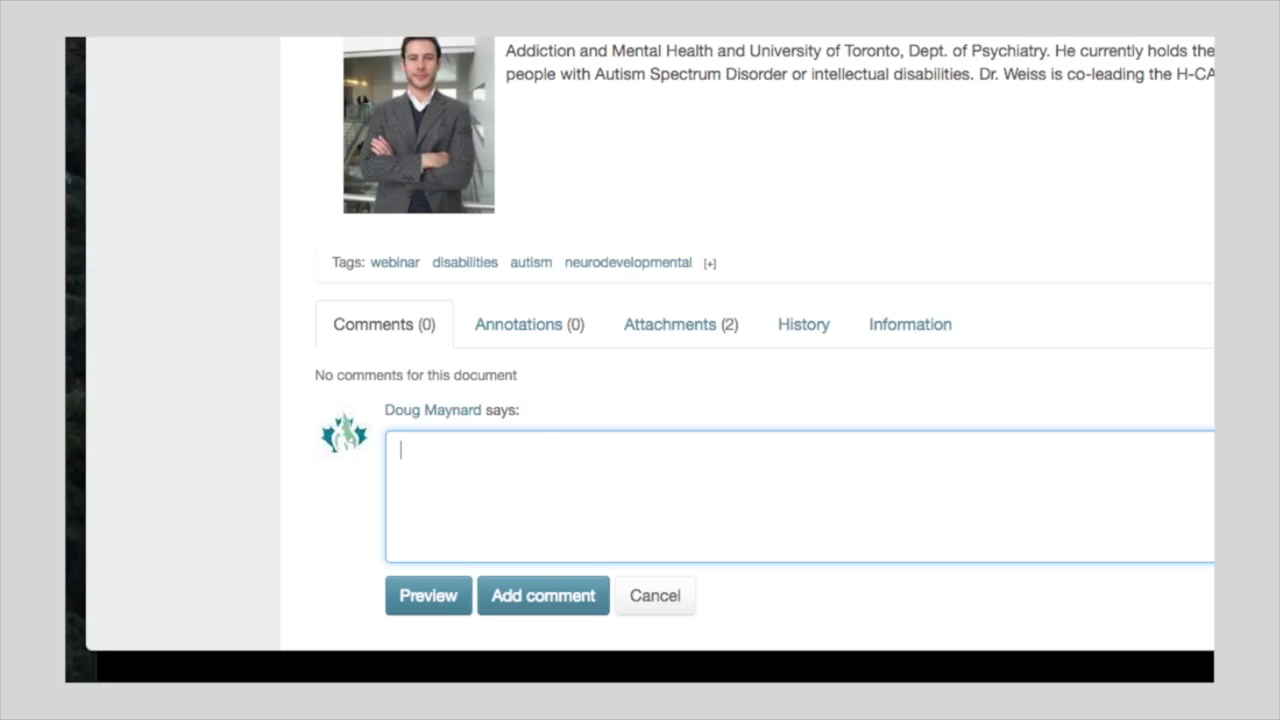 Addiction and Mental Health and University of Toronto, Dept. of Psychiatry. He currently holds the
people with Autism Spectrum Disorder or intellectual disabilities. Dr. Weiss is co-leading the H-CA
Tags: webinar disabilities autism neurodevelopmental [+]
Comments (0) Annotations (0) Attachments (2) History Information
No comments for this document
Doug Maynard says:
Preview Add comment Cancel